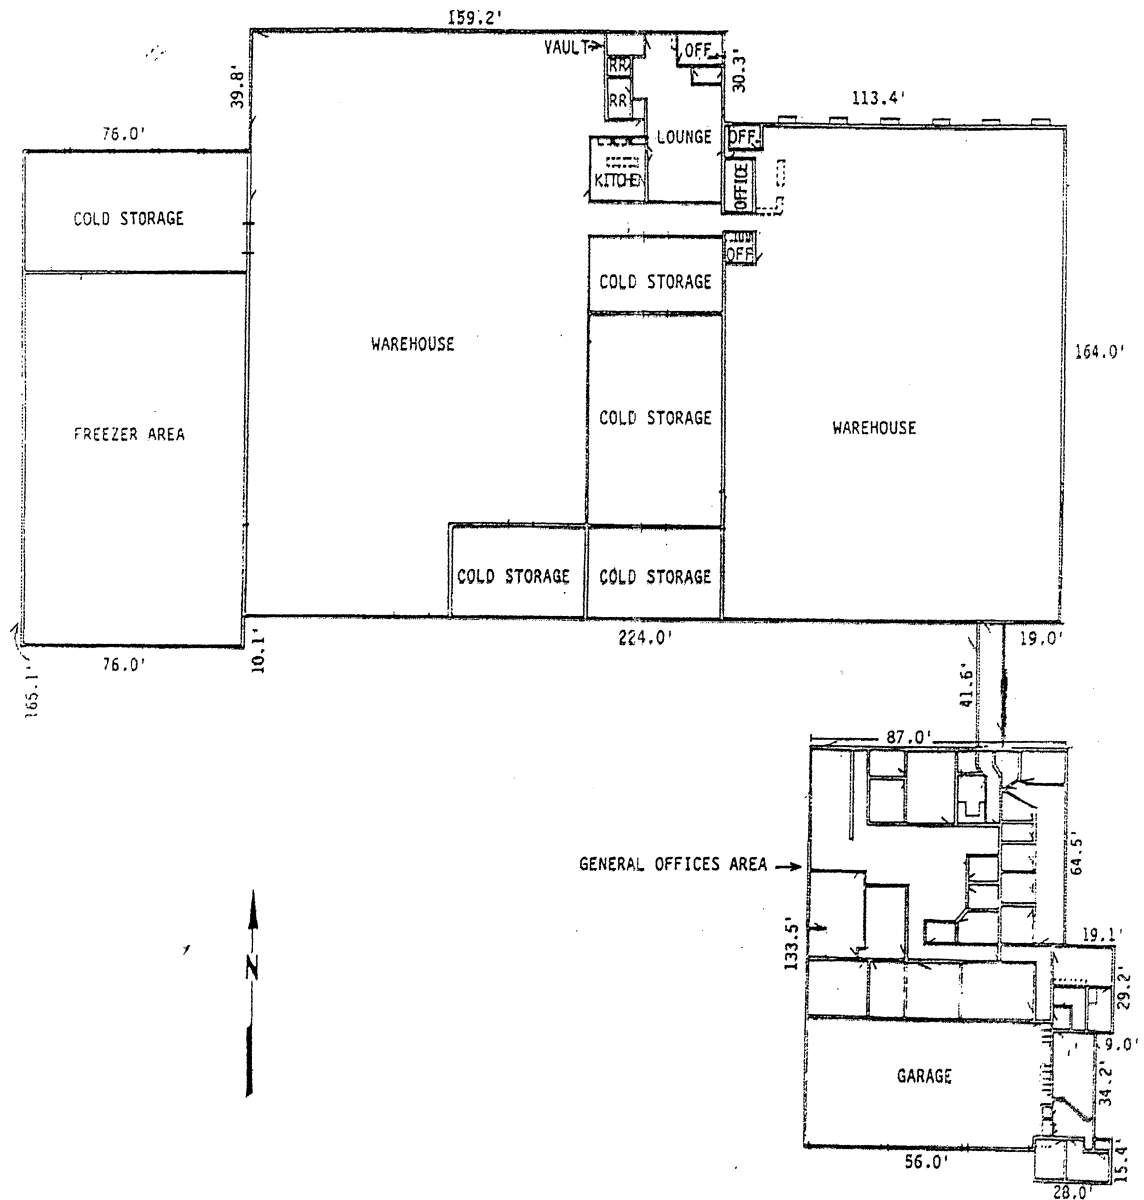 159.2'
VAULT
OFF
RR
39.8'
30.3'
RR
113.4'
76.0'
LOUNGE
OFF
KITCHEN
OFFICE
COLD STORAGE
OFF
COLD STORAGE
WAREHOUSE
164.0'
COLD STORAGE
WAREHOUSE
FREEZER AREA
COLD STORAGE
COLD STORAGE
224.0'
19.0'
76.0'
10.1'
165.1'
41.6'
87.0'
GENERAL OFFICES AREA
64.5'
133.5'
19.1'
N
29.2'
9.0'
GARAGE
34.2'
56.0'
15.4'
28.0'